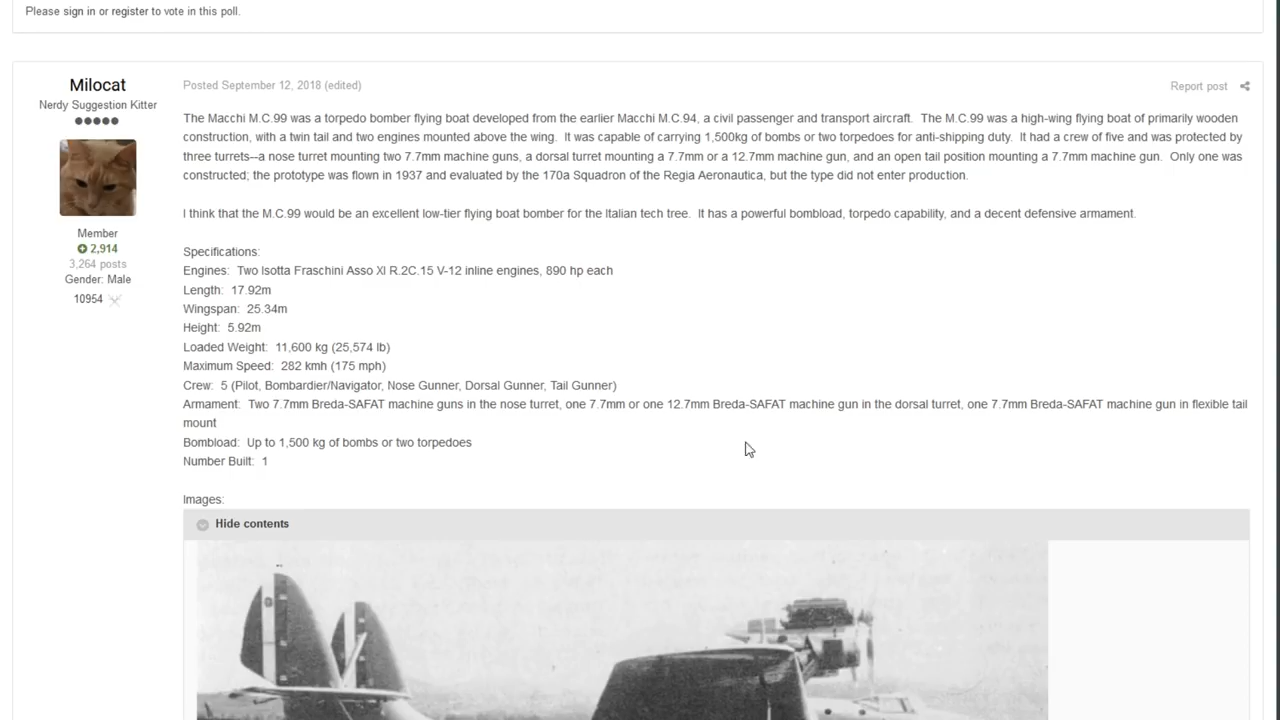 Please sign in or register to vote in this poll.
Milocat
Nerdy Suggestion Kitter
Member
2,914
3,264 posts
Gender: Male
10954
Posted September 12, 2018 (edited)
Report post
The Macchi M.C.99 was a torpedo bomber flying boat developed from the earlier Macchi M.C.94, a civil passenger and transport aircraft.  The M.C.99 was a high-wing flying boat of primarily wooden
construction, with a twin tail and two engines mounted above the wing.  It was capable of carrying 1,500kg of bombs or two torpedoes for anti-shipping duty.  It had a crew of five and was protected by
three turrets--a nose turret mounting two 7.7mm machine guns, a dorsal turret mounting a 7.7mm or a 12.7mm machine gun, and an open tail position mounting a 7.7mm machine gun.  Only one was
constructed; the prototype was flown in 1937 and evaluated by the 170a Squadron of the Regia Aeronautica, but the type did not enter production.
I think that the M.C.99 would be an excellent low-tier flying boat bomber for the Italian tech tree.  It has a powerful bombload, torpedo capability, and a decent defensive armament.
Specifications:
Engines:  Two Isotta Fraschini Asso XI R.2C.15 V-12 inline engines, 890 hp each
Length:  17.92m
Wingspan:  25.34m
Height:  5.92m
Loaded Weight:  11,600 kg (25,574 lb)
Maximum Speed:  282 kmh (175 mph)
Crew:  5 (Pilot, Bombardier/Navigator, Nose Gunner, Dorsal Gunner, Tail Gunner)
Armament:  Two 7.7mm Breda-SAFAT machine guns in the nose turret, one 7.7mm or one 12.7mm Breda-SAFAT machine gun in the dorsal turret, one 7.7mm Breda-SAFAT machine gun in flexible tail
mount
Bombload:  Up to 1,500 kg of bombs or two torpedoes
Number Built:  1
Images:
Hide contents